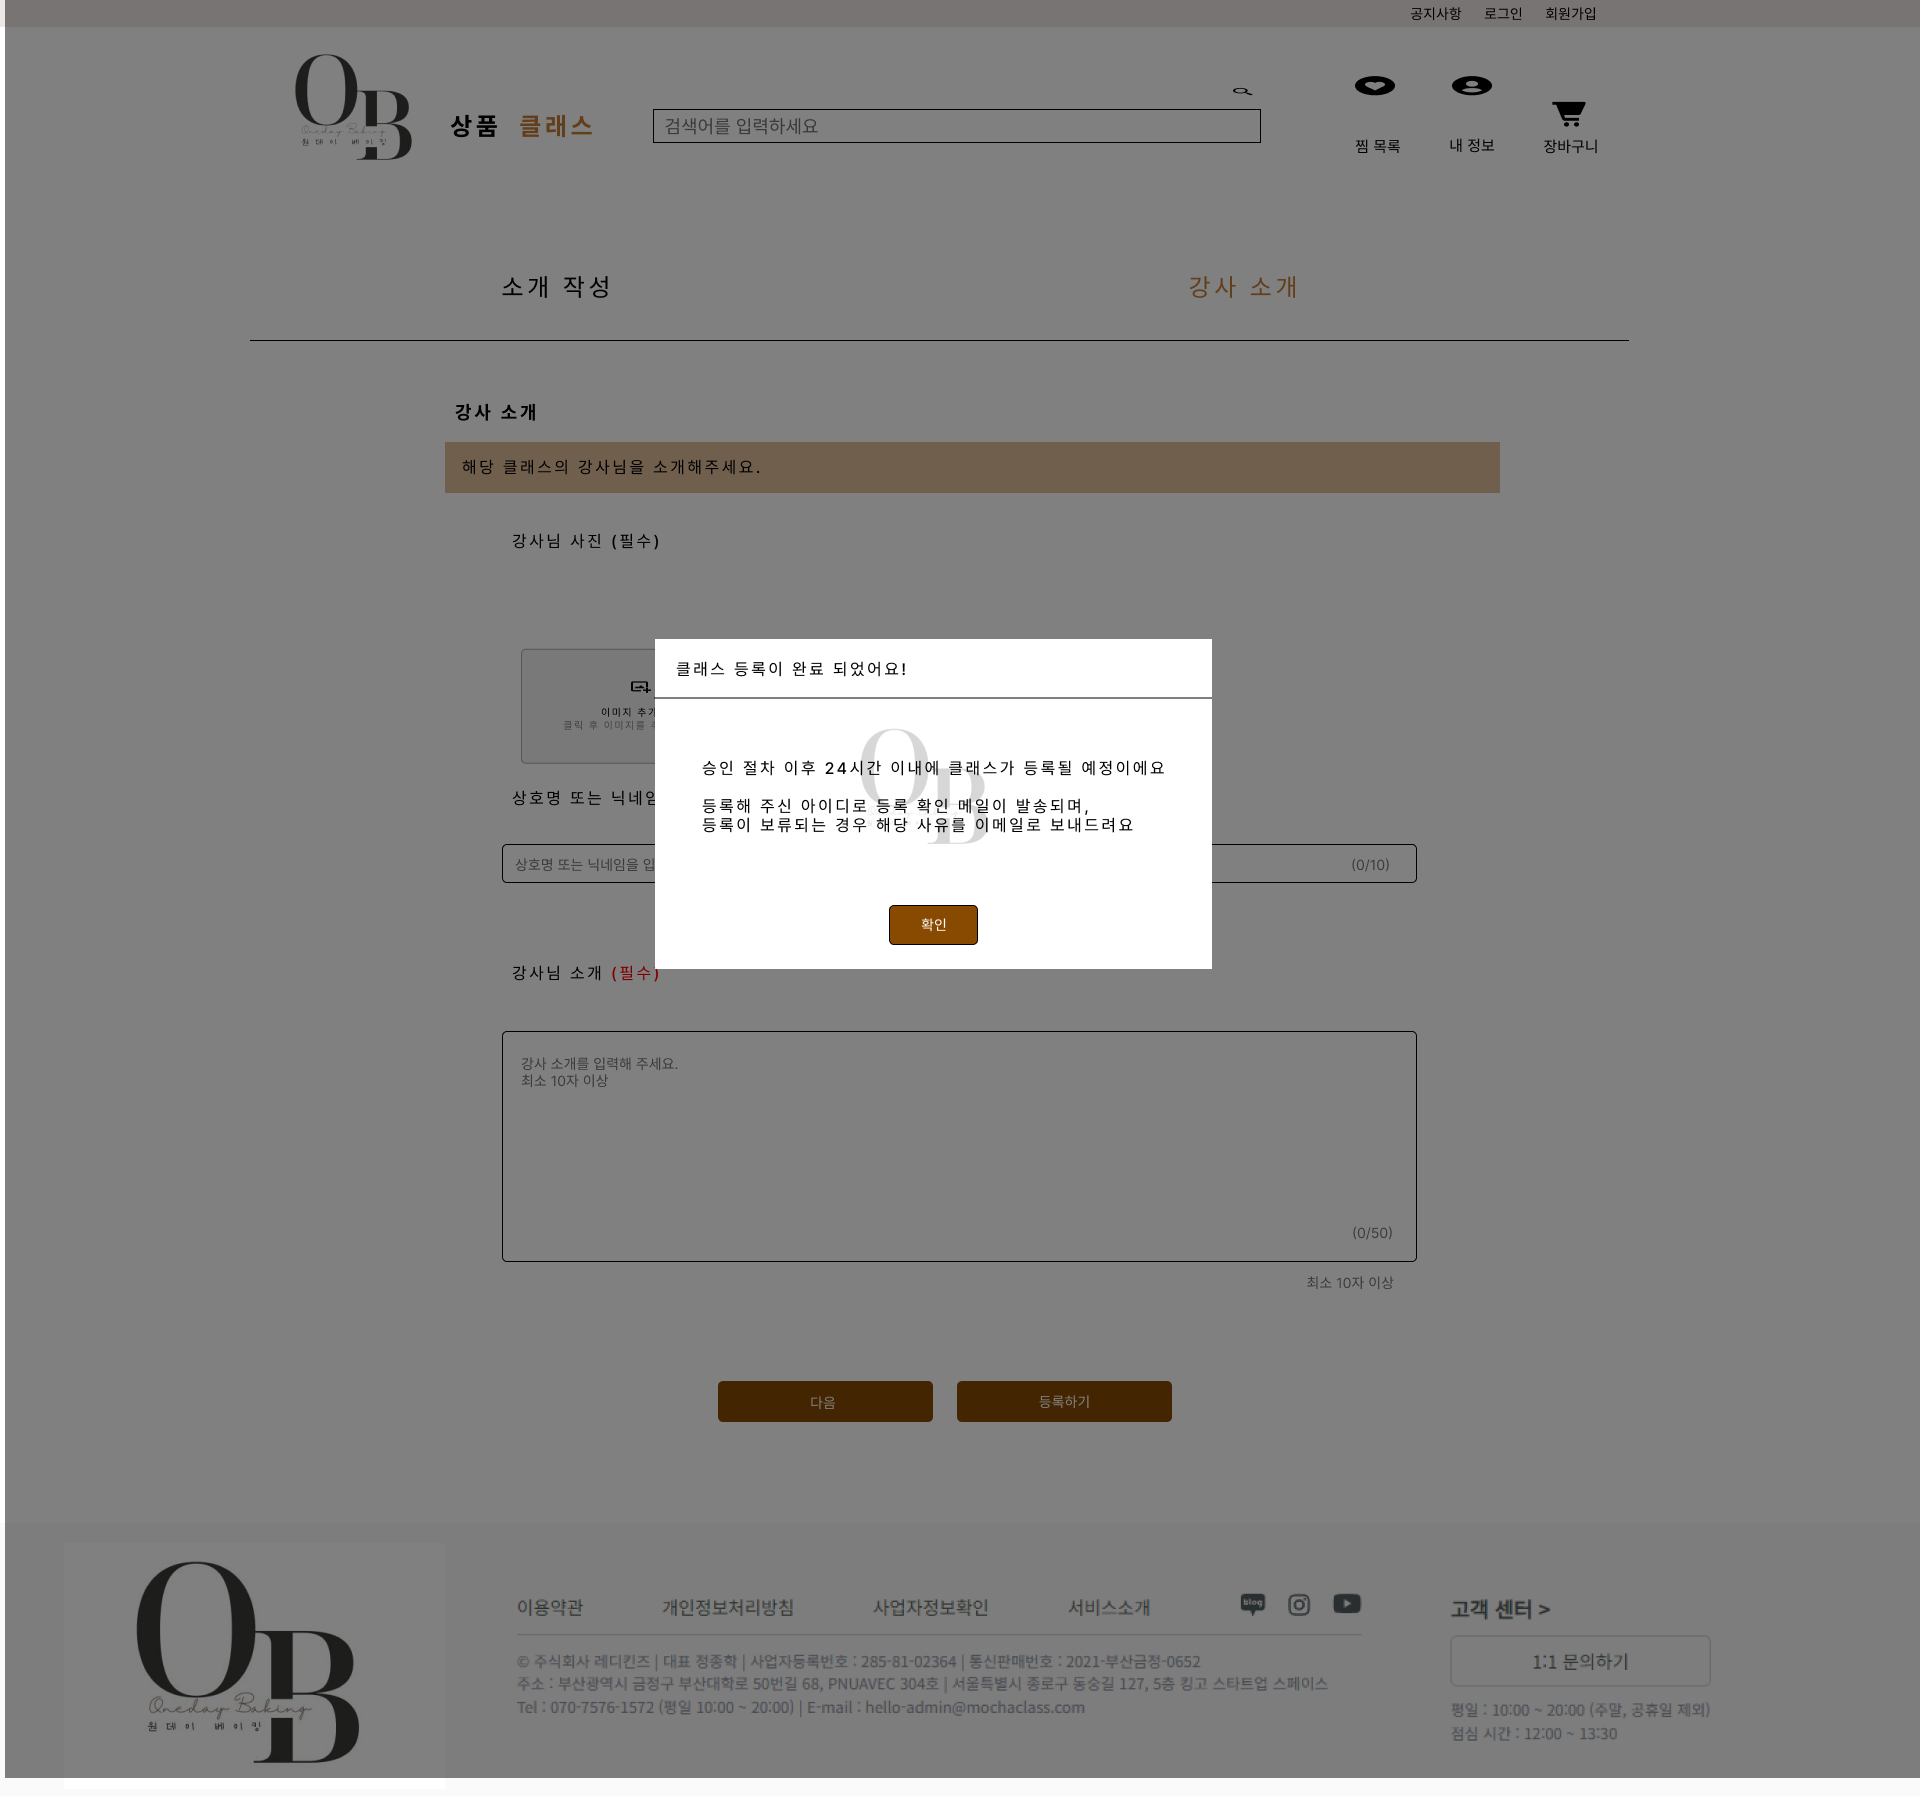 공지사항 로그인 회원가입
OB
Oneday Baking
원데이 베이킹
상품 클래스
검색어를 입력하세요
찜 목록 내 정보 장바구니
소개 작성 강사 소개
강사 소개
해당 클래스의 강사님을 소개해주세요.
강사님 사진 (필수)
이미지 추가
클릭 후 이미지를
상호명 또는 닉네임
상호명 또는 닉네임을 입 (0/10)
클래스 등록이 완료 되었어요!
OB
승인 절차 이후 24시간 이내에 클래스가 등록될 예정이에요
등록해 주신 아이디로 등록 확인 메일이 발송되며,
등록이 보류되는 경우 해당 사유를 이메일로 보내드려요
확인
강사님 소개 (필수)
강사 소개를 입력해 주세요.
최소 10자 이상
(0/50)
최소 10자 이상
다음 등록하기
OB
Oneday Baking
원데이 베이킹
이용약관 개인정보처리방침 사업자정보확인 서비스소개 blog
© 주식회사 레디킨즈 | 대표 정종학 | 사업자등록번호 : 285-81-02364 | 통신판매번호 : 2021-부산금정-0652
주소 : 부산광역시 금정구 부산대학로 50번길 68, PNUAVEC 304호 | 서울특별시 종로구 동숭길 127, 5층 킹고 스타트업 스페이스
Tel : 070-7576-1572 (평일 10:00 ~ 20:00) | E-mail : hello-admin@mochaclass.com
고객 센터 >
1:1 문의하기
평일 : 10:00 ~ 20:00 (주말, 공휴일 제외)
점심 시간 : 12:00 ~ 13:30